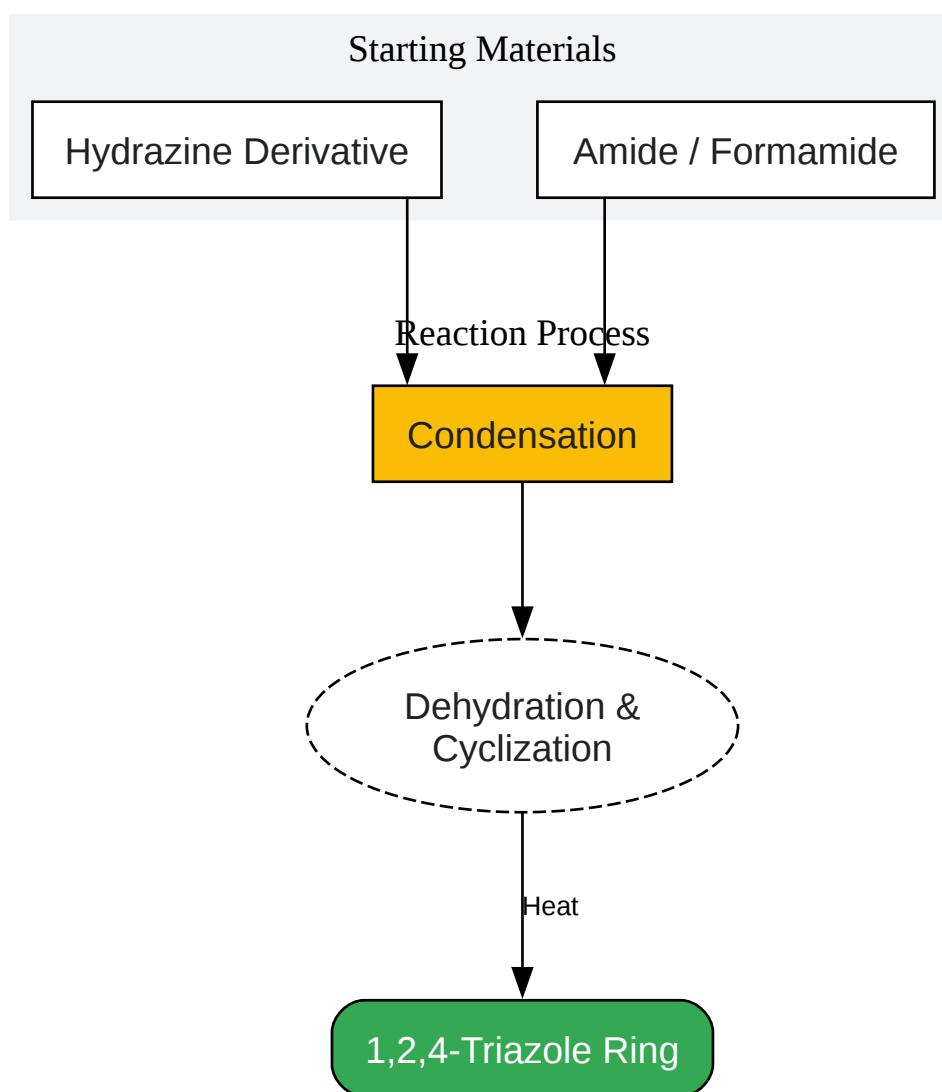 Starting Materials
Hydrazine Derivative
Amide / Formamide
Reaction Process
Condensation
Dehydration &
Cyclization
Heat
1,2,4-Triazole Ring